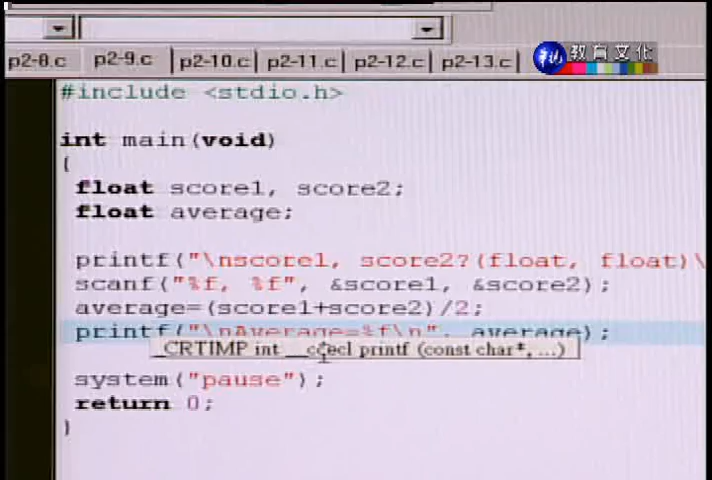 p2-8.c p2-9.c p2-10.c p2-11.c p2-12.c p2-13.c
教育文化
#include <stdio.h>
int main(void)
{
float score1, score2;
float average;
printf("\nscore1, score2?(float, float)\
scanf("%f, %f", &score1, &score2);
average=(score1+score2)/2;
printf("\nAverage=%f\n", average);
_CRTIMP int __cdecl printf (const char*, ...)
system("pause");
return 0;
}